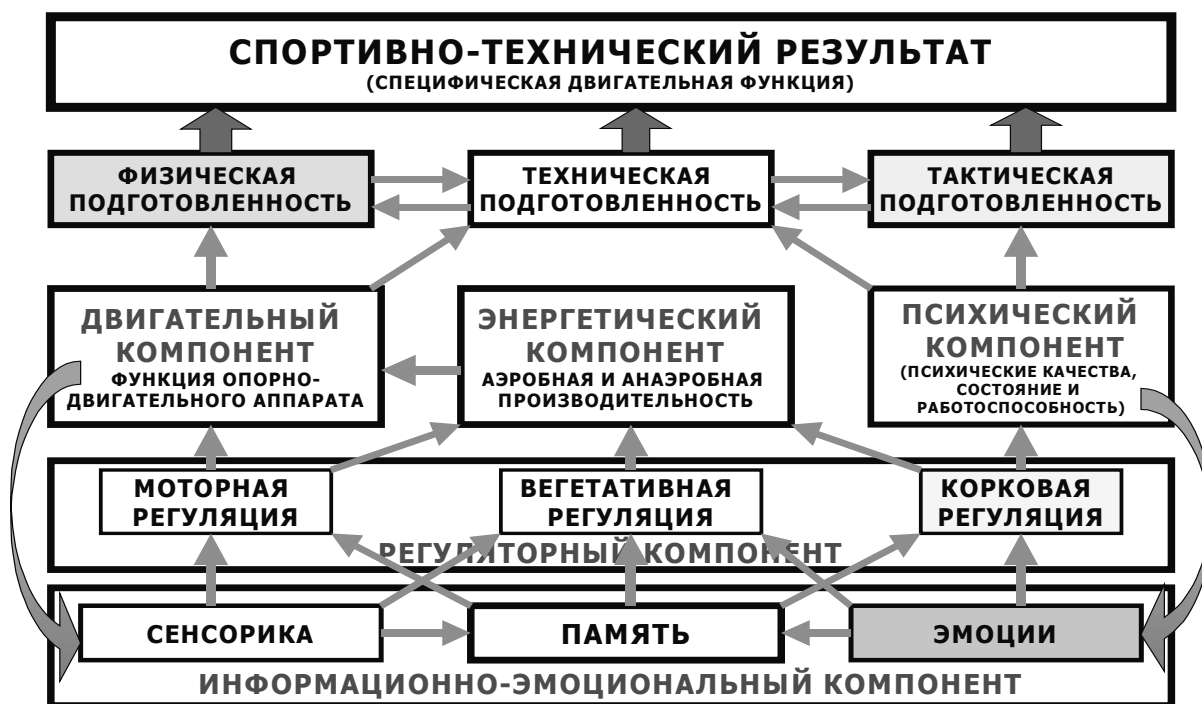 СПОРТИВНО-ТЕХНИЧЕСКИЙ РЕЗУЛЬТАТ
(СПЕЦИФИЧЕСКАЯ ДВИГАТЕЛЬНАЯ ФУНКЦИЯ)
ФИЗИЧЕСКАЯ
ПОДГОТОВЛЕННОСТЬ
ТЕХНИЧЕСКАЯ
ПОДГОТОВЛЕННОСТЬ
ТАКТИЧЕСКАЯ
ПОДГОТОВЛЕННОСТЬ
ДВИГАТЕЛЬНЫЙ
КОМПОНЕНТ
ФУНКЦИЯ ОПОРНО-
ДВИГАТЕЛЬНОГО АППАРАТА
ЭНЕРГЕТИЧЕСКИЙ
КОМПОНЕНТ
АЭРОБНАЯ И АНАЭРОБНАЯ
ПРОИЗВОДИТЕЛЬНОСТЬ
ПСИХИЧЕСКИЙ
КОМПОНЕНТ
(ПСИХИЧЕСКИЕ КАЧЕСТВА,
СОСТОЯНИЕ И
РАБОТОСПОСОБНОСТЬ)
МОТОРНАЯ
РЕГУЛЯЦИЯ
ВЕГЕТАТИВНАЯ
РЕГУЛЯЦИЯ
КОРКОВАЯ
РЕГУЛЯЦИЯ
РЕГУЛЯТОРНЫЙ КОМПОНЕНТ
СЕНСОРИКА
ПАМЯТЬ
ЭМОЦИИ
ИНФОРМАЦИОННО-ЭМОЦИОНАЛЬНЫЙ КОМПОНЕНТ